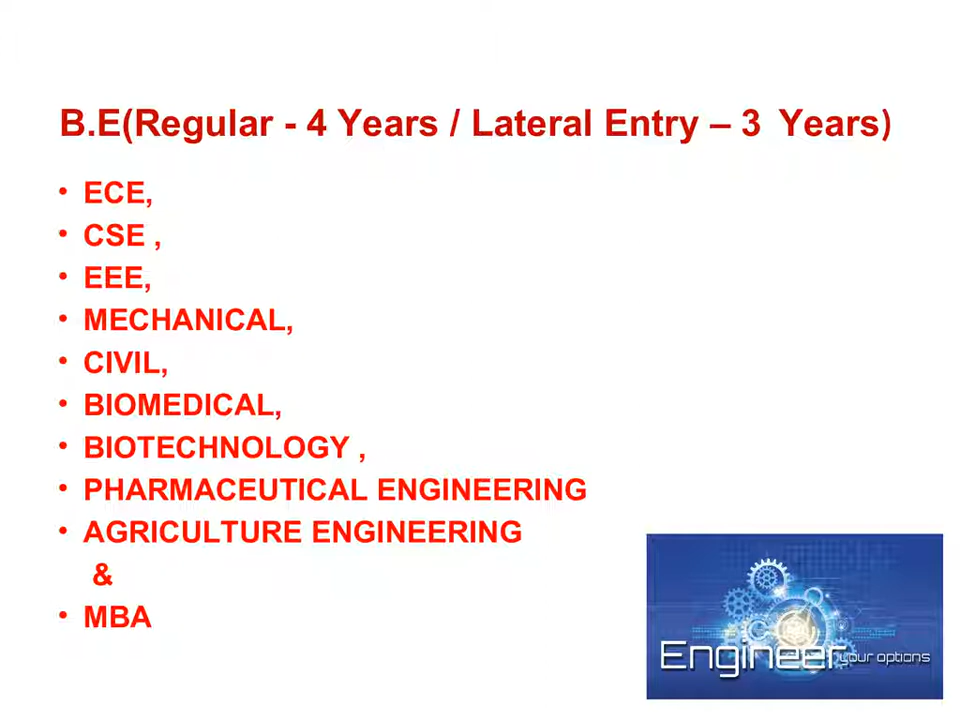 B.E(Regular - 4 Years / Lateral Entry – 3 Years)
• ECE,
• CSE ,
• EEE,
• MECHANICAL,
• CIVIL,
• BIOMEDICAL,
• BIOTECHNOLOGY ,
• PHARMACEUTICAL ENGINEERING
• AGRICULTURE ENGINEERING
&
• MBA
Engineer your options